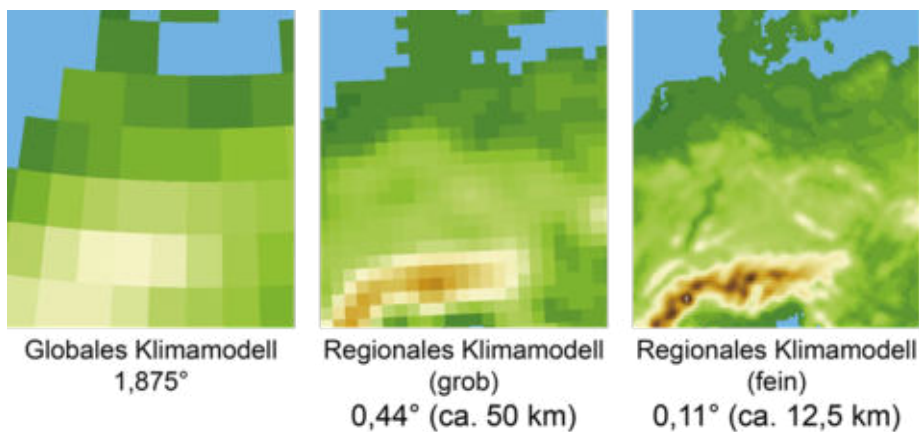 Globales Klimamodell
1,875°
Regionales Klimamodell
(grob)
0,44° (ca. 50 km)
Regionales Klimamodell
(fein)
0,11° (ca. 12,5 km)